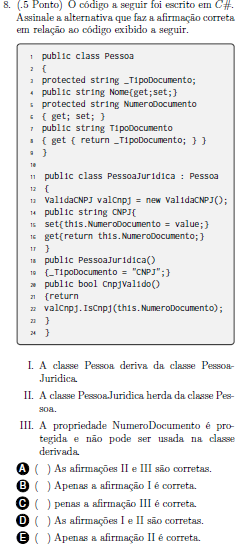 8. (.5 Ponto) O código a seguir foi escrito em C#.
Assinale a alternativa que faz a afirmação correta
em relação ao código exibido a seguir.
1 public class Pessoa
2 {
3 protected string _TipoDocumento;
4 public string Nome{get;set;}
5 protected string NumeroDocumento
6 { get; set; }
7 public string TipoDocumento
8 { get { return _TipoDocumento; } }
9 }
10
11 public class PessoaJuridica : Pessoa
12 {
13 ValidaCNPJ valCnpj = new ValidaCNPJ();
14 public string CNPJ{
15 set{this.NumeroDocumento = value;}
16 get{return this.NumeroDocumento;}
17 }
18 public PessoaJuridica()
19 {_TipoDocumento = "CNPJ";}
20 public bool CnpjValido()
21 {return
22 valCnpj.IsCnpj(this.NumeroDocumento);
23 }
24 }
I. A classe Pessoa deriva da classe Pessoa-
Juridica.
II. A classe PessoaJuridica herda da classe Pes-
soa.
III. A propriedade NumeroDocumento é pro-
tegida e não pode ser usada na classe
derivada.
A ( ) As afirmações II e III são corretas.
B ( ) Apenas a afirmação I é correta.
C ( ) penas a afirmação III é correta.
D ( ) As afirmações I e II são corretas.
E ( ) Apenas a afirmação II é correta.